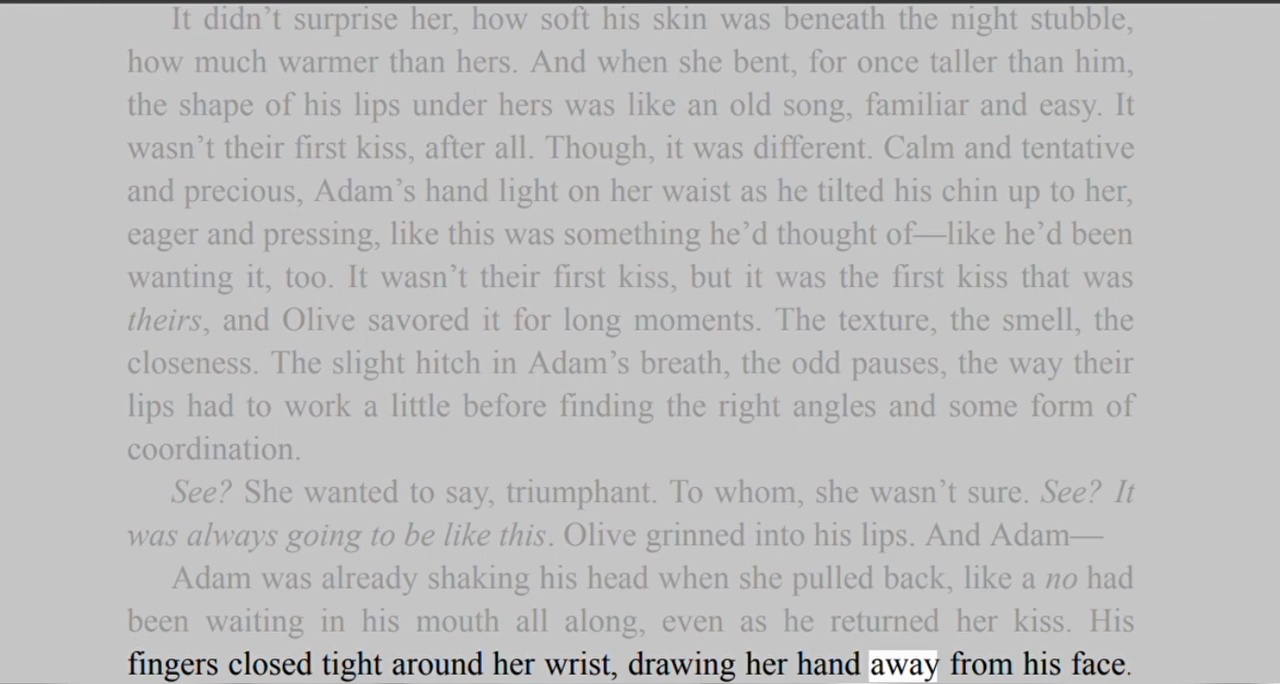 It didn’t surprise her, how soft his skin was beneath the night stubble,
how much warmer than hers. And when she bent, for once taller than him,
the shape of his lips under hers was like an old song, familiar and easy. It
wasn’t their first kiss, after all. Though, it was different. Calm and tentative
and precious, Adam’s hand light on her waist as he tilted his chin up to her,
eager and pressing, like this was something he’d thought of—like he’d been
wanting it, too. It wasn’t their first kiss, but it was the first kiss that was
theirs, and Olive savored it for long moments. The texture, the smell, the
closeness. The slight hitch in Adam’s breath, the odd pauses, the way their
lips had to work a little before finding the right angles and some form of
coordination.
See? She wanted to say, triumphant. To whom, she wasn’t sure. See? It
was always going to be like this. Olive grinned into his lips. And Adam—
Adam was already shaking his head when she pulled back, like a no had
been waiting in his mouth all along, even as he returned her kiss. His
fingers closed tight around her wrist, drawing her hand away from his face.